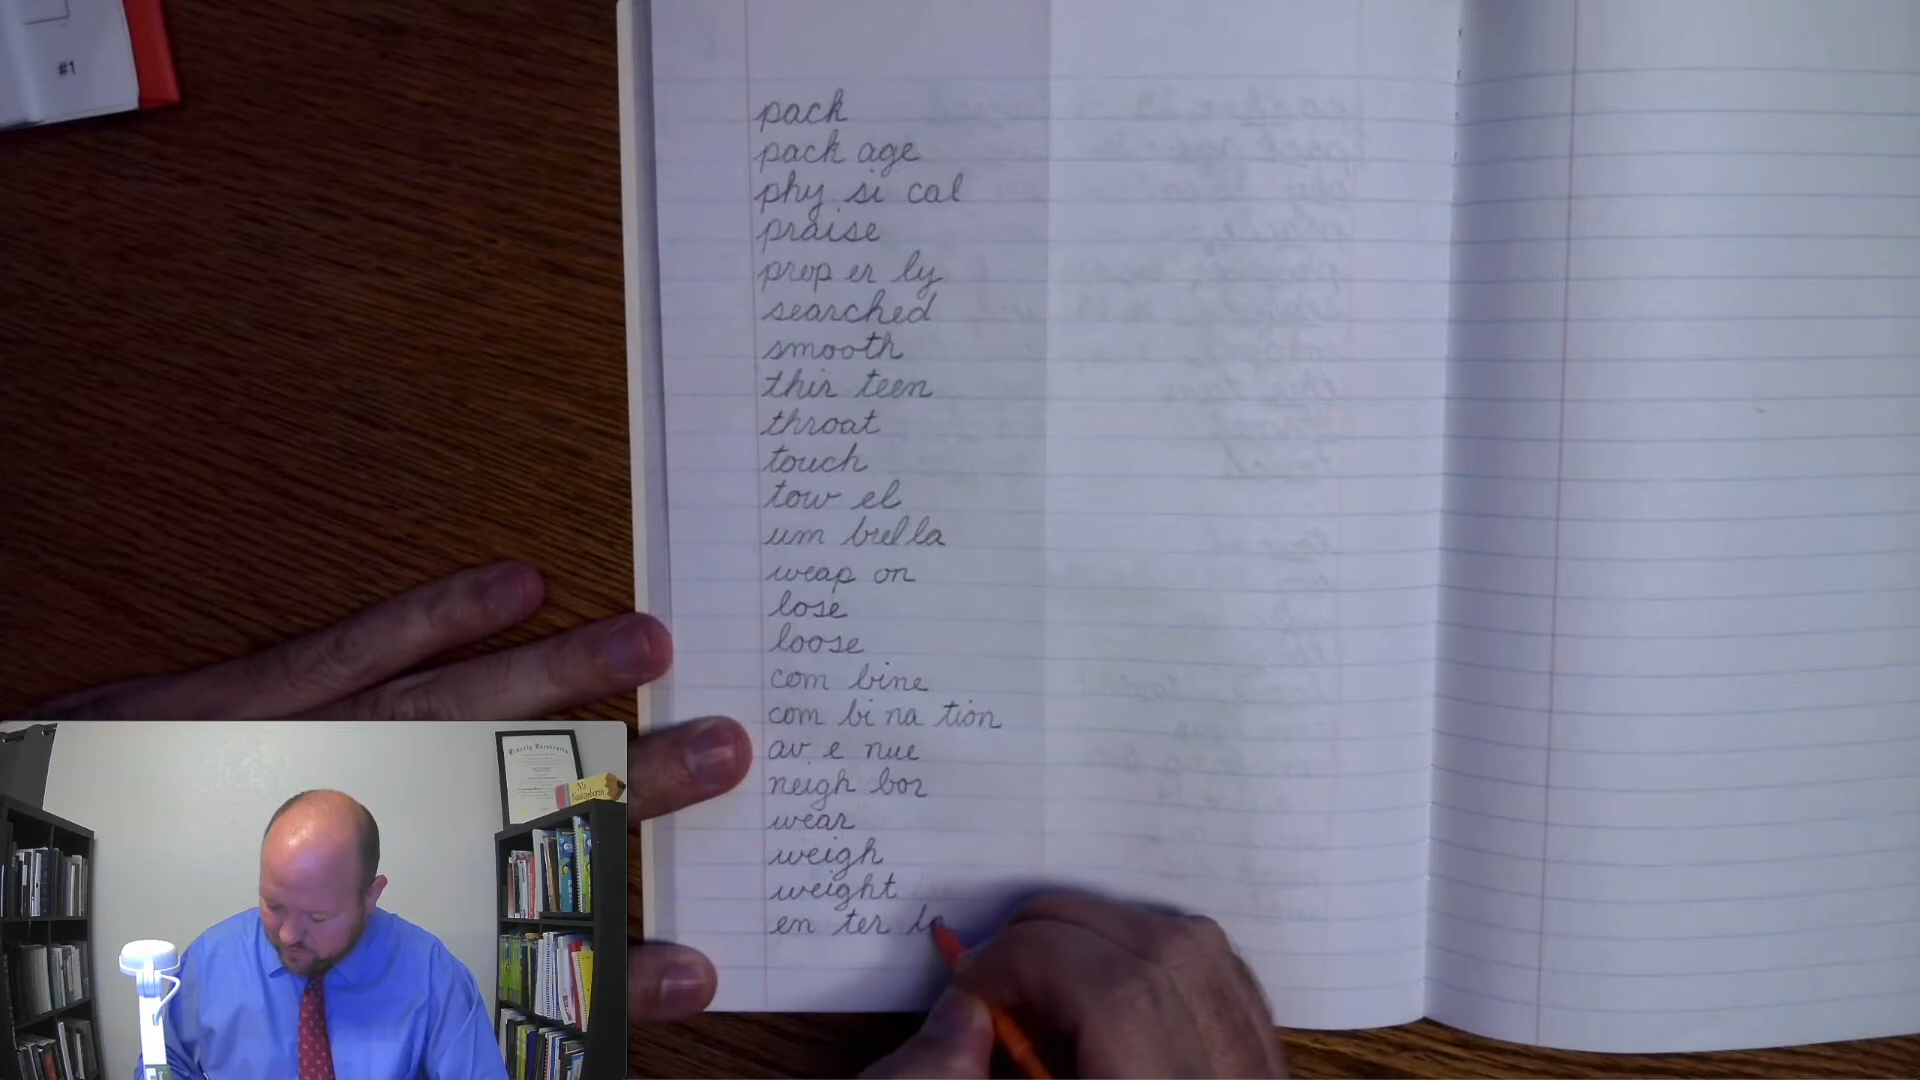 #1
pack
pack age
phy si cal
praise
prop er ly
searched
smooth
thir teen
throat
touch
tow el
um brel la
weap on
lose
loose
com bine
com bi na tion
av e nue
neigh bor
wear
weigh
weight
en ter